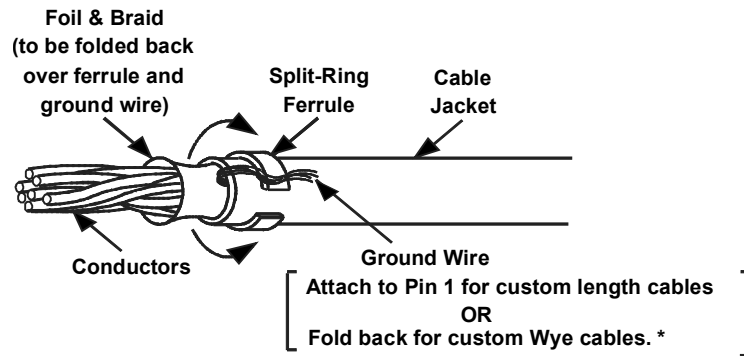 Foil & Braid
(to be folded back
over ferrule and
ground wire)
Split-Ring
Ferrule
Cable
Jacket
Conductors
Ground Wire
Attach to Pin 1 for custom length cables
OR
Fold back for custom Wye cables. *